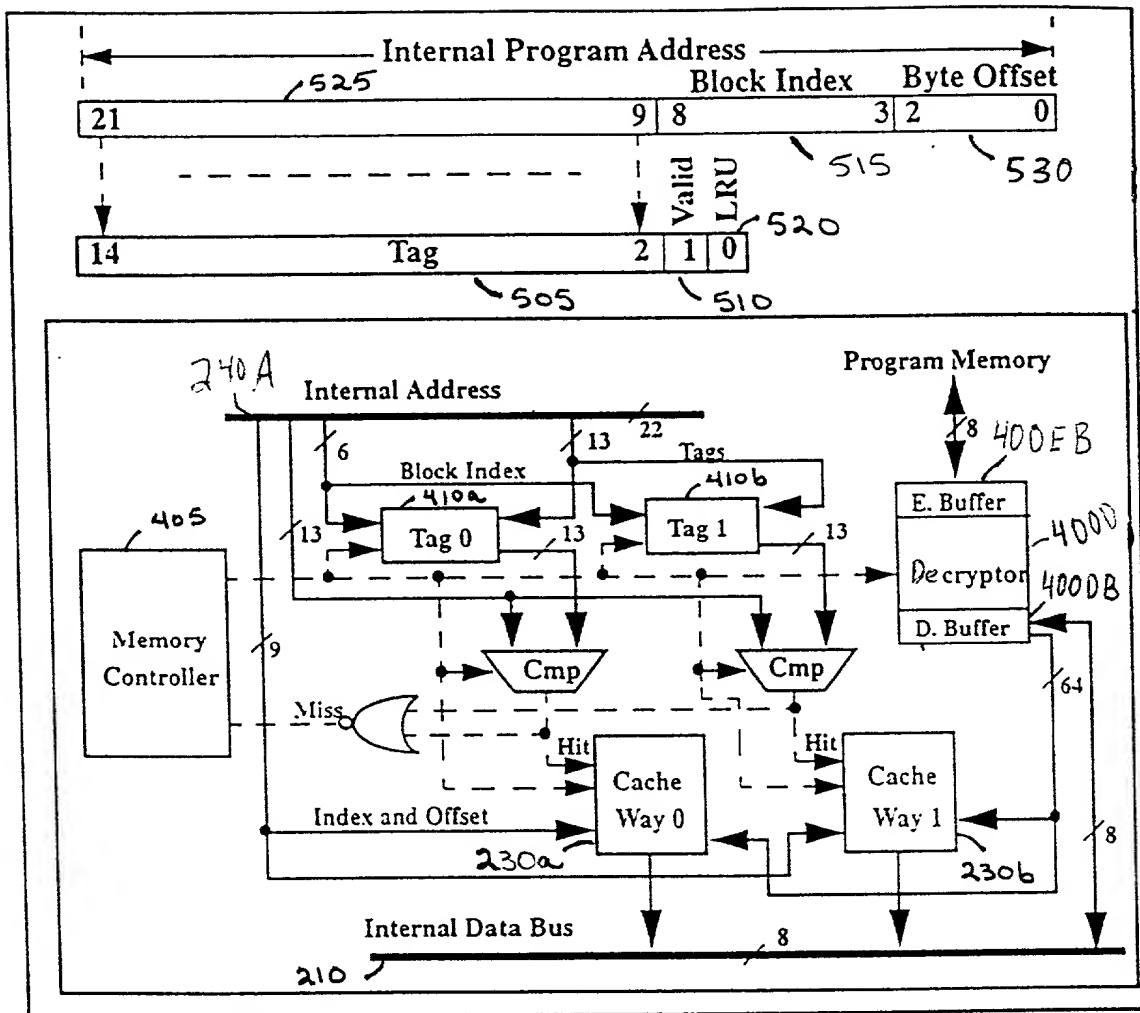 Internal Program Address
525 Block Index Byte Offset
21 9 8 3 2 0
Valid LRU 515 530
520
14 Tag 2 1 0
505 510
240A Internal Address Program Memory
22
6 13 8 400EB
Tags
Block Index
410a 410b E. Buffer
405 Tag 0 Tag 1
13 13 13 400D
Decryptor
400DB
D. Buffer
Memory Controller
9 Cmp Cmp 64
Miss
Hit Hit
Cache Way 0 Cache Way 1
Index and Offset 8
230a 230b
Internal Data Bus
8
210